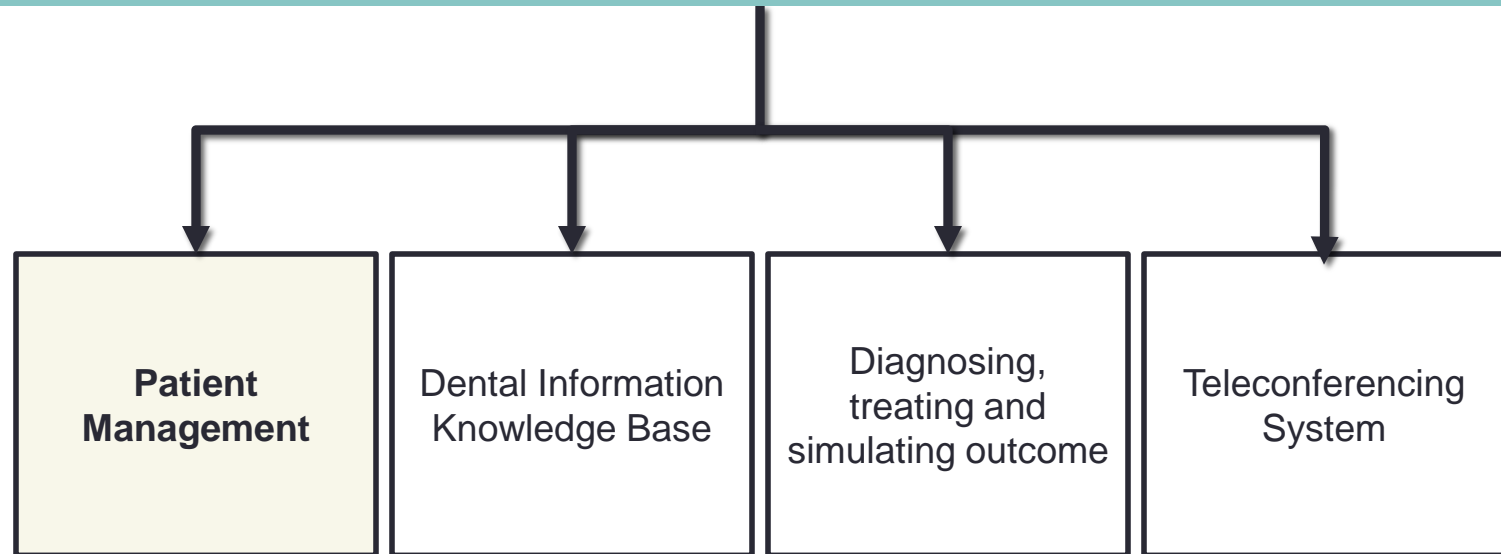 Patient
Management
Dental Information
Knowledge Base
Diagnosing,
treating and
simulating outcome
Teleconferencing
System